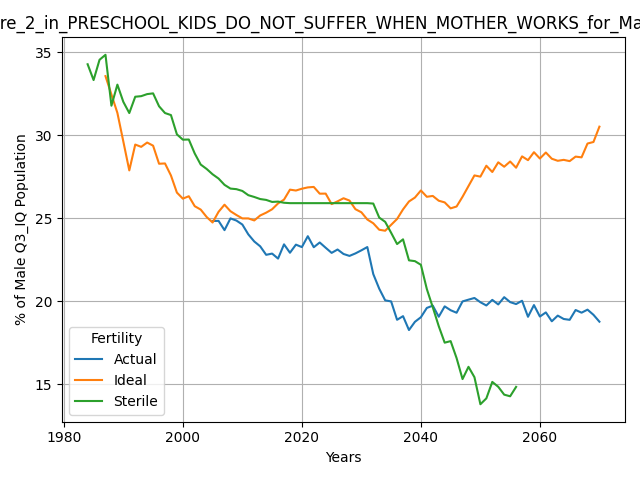 re_2_in_PRESCHOOL_KIDS_DO_NOT_SUFFER_WHEN_MOTHER_WORKS_for_Ma
35
30
25
20
15
% of Male Q3_IQ Population
Fertility
Actual
Ideal
Sterile
1980
2000
2020
2040
2060
Years